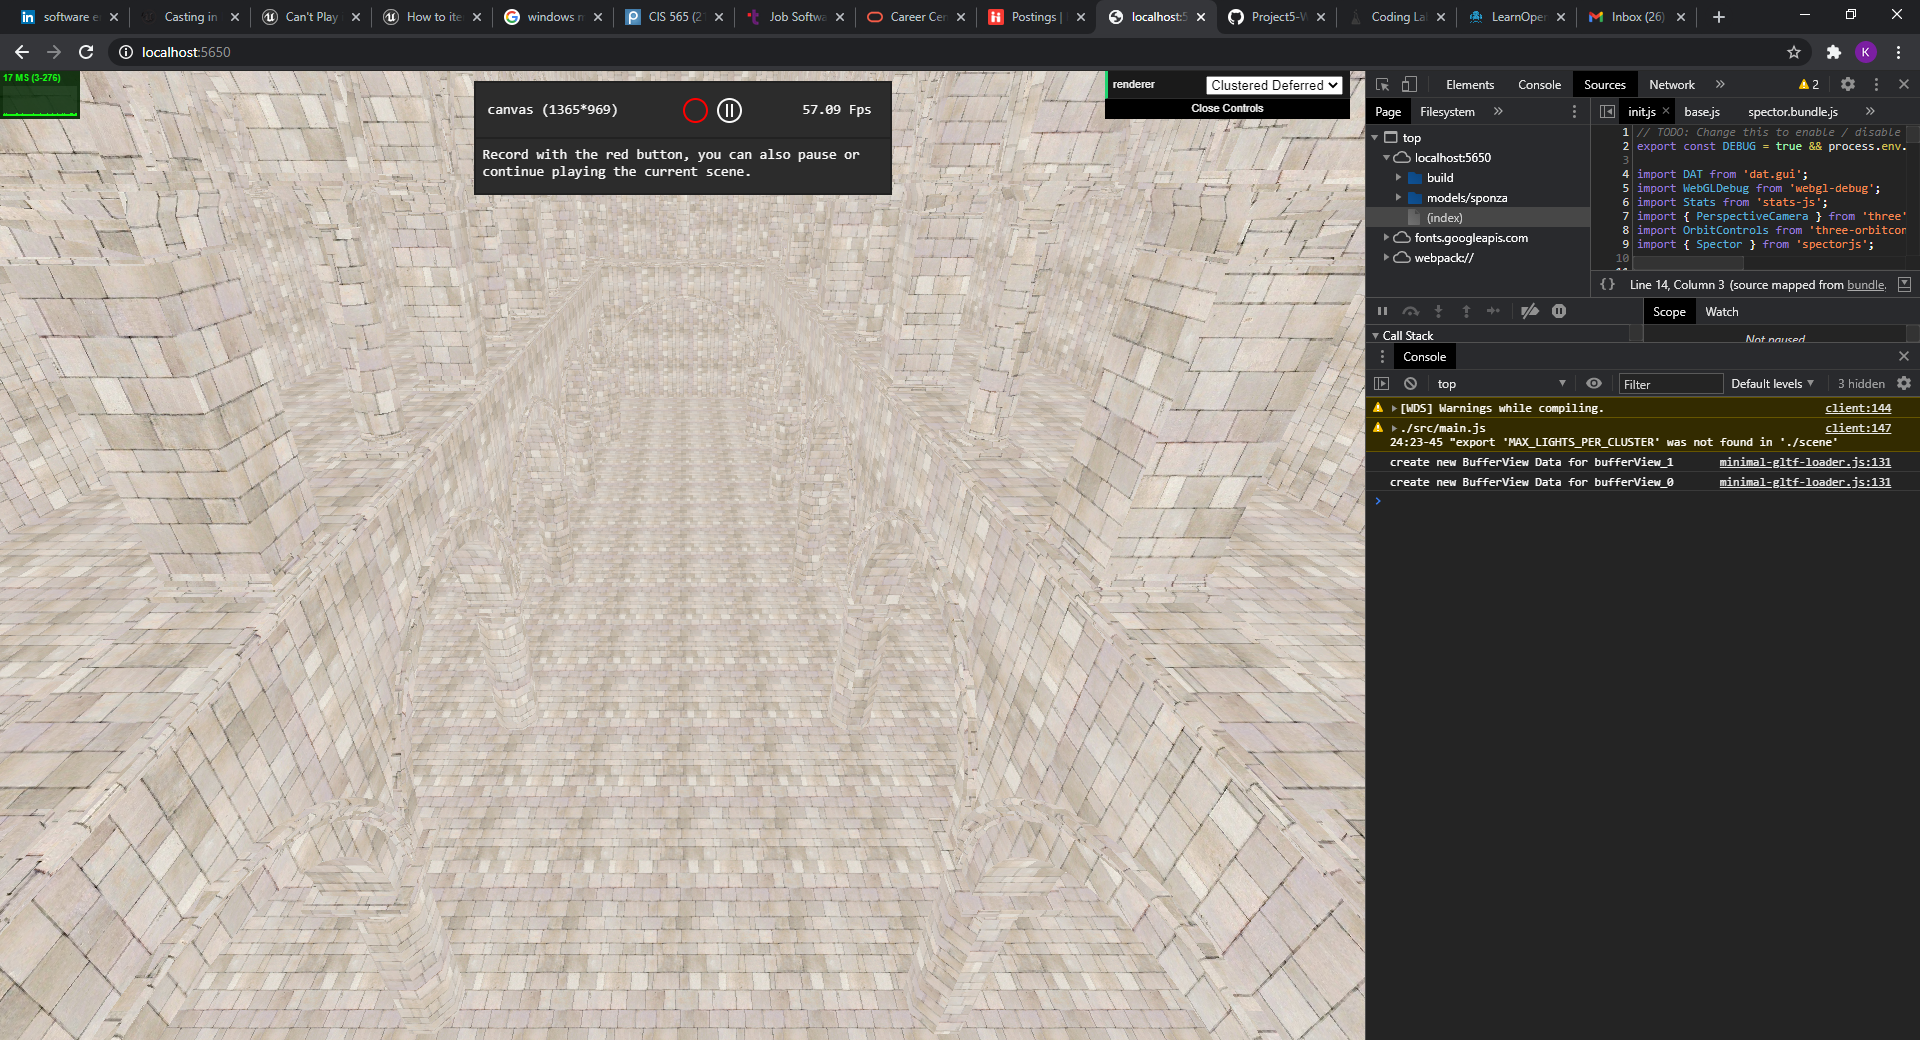 software e
Casting in
Can't Play
How to ite
windows m
CIS 565 (2
Job Softwa
Career Cen
Postings |
localhost:5
Project5-W
Coding La
LearnOper
Inbox (26)
localhost:5650
K
17 MS (3-276)
canvas (1365*969)
57.09 Fps
Record with the red button, you can also pause or
continue playing the current scene.
renderer
Clustered Deferred
Close Controls
Elements
Console
Sources
Network
2
Page
Filesystem
top
localhost:5650
build
models/sponza
(index)
fonts.googleapis.com
webpack://
init.js
base.js
spector.bundle.js
1 // TODO: Change this to enable / disable
2 export const DEBUG = true && process.env.
3
4 import DAT from 'dat.gui';
5 import WebGLDebug from 'webgl-debug';
6 import Stats from 'stats-js';
7 import { PerspectiveCamera } from 'three'
8 import OrbitControls from 'three-orbitcon
9 import { Spector } from 'spectorjs';
10
{} Line 14, Column 3 (source mapped from bundle.
Scope
Watch
Call Stack
Not paused
Console
top
Filter
Default levels
3 hidden
[WDS] Warnings while compiling. client:144
./src/main.js client:147
24:23-45 "export 'MAX_LIGHTS_PER_CLUSTER' was not found in './scene'
create new BufferView Data for bufferView_1 minimal-gltf-loader.js:131
create new BufferView Data for bufferView_0 minimal-gltf-loader.js:131